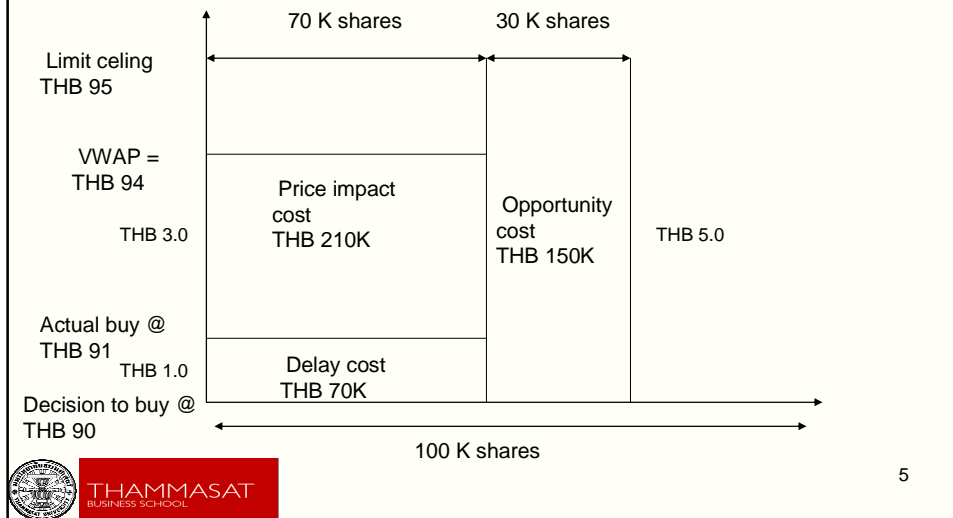 70 K shares
30 K shares
Limit celing
THB 95
VWAP =
THB 94
Price impact
cost
THB 210K
Opportunity
cost
THB 150K
THB 3.0
THB 5.0
Actual buy @
THB 91
THB 1.0
Delay cost
THB 70K
Decision to buy @
THB 90
100 K shares
THAMMASAT
BUSINESS SCHOOL
5